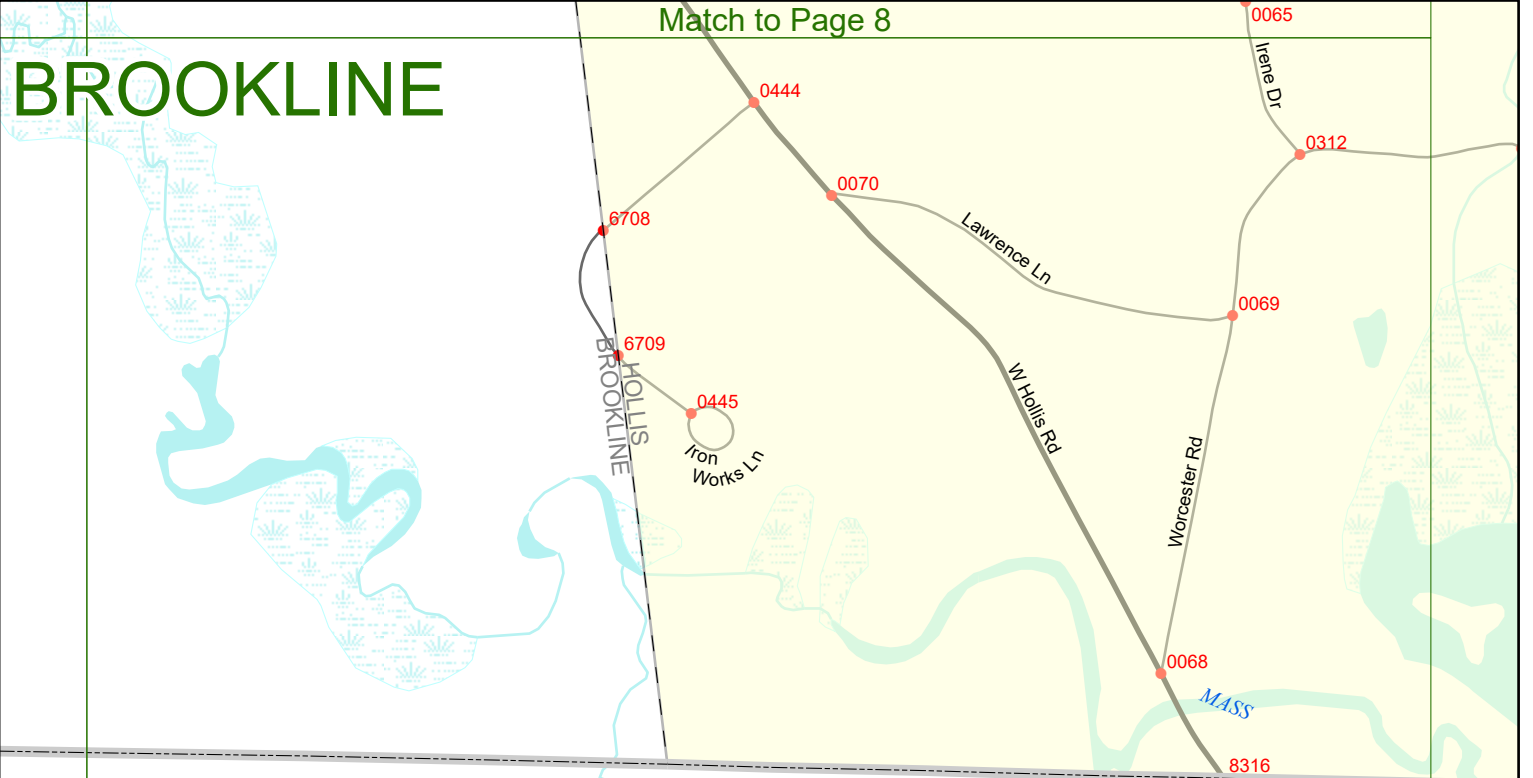 Match to Page 8
0065
BROOKLINE
Irene Dr
0444
0312
0070
6708
Lawrence Ln
0069
6709
HOLLIS
BROOKLINE
W Hollis Rd
0445
Iron
Works Ln
Worcester Rd
0068
MASS
8316